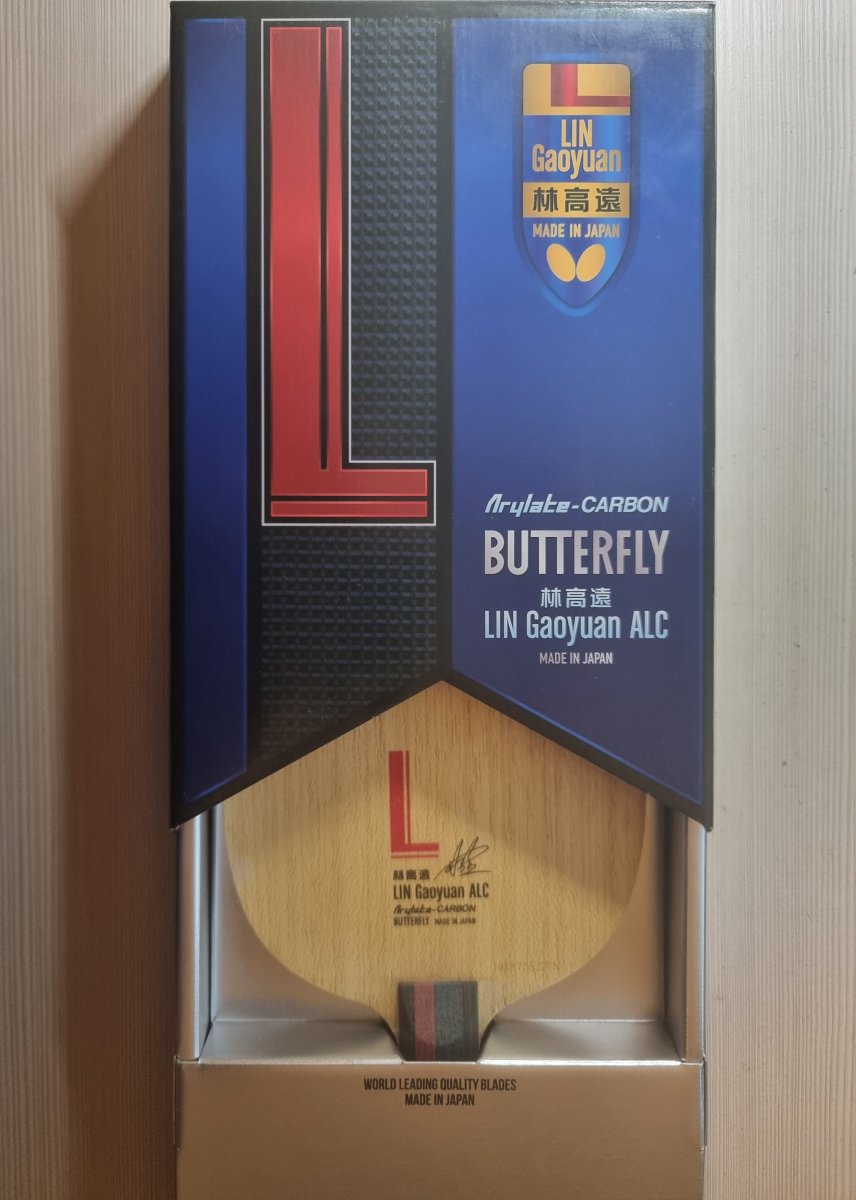 L
LIN
Gaoyuan
林高遠
MADE IN JAPAN
Arylate-CARBON
BUTTERFLY
林高遠
LIN Gaoyuan ALC
MADE IN JAPAN
L
林高遠
LIN Gaoyuan ALC
Arylate-CARBON
BUTTERFLY MADE IN JAPAN
WORLD LEADING QUALITY BLADES
MADE IN JAPAN